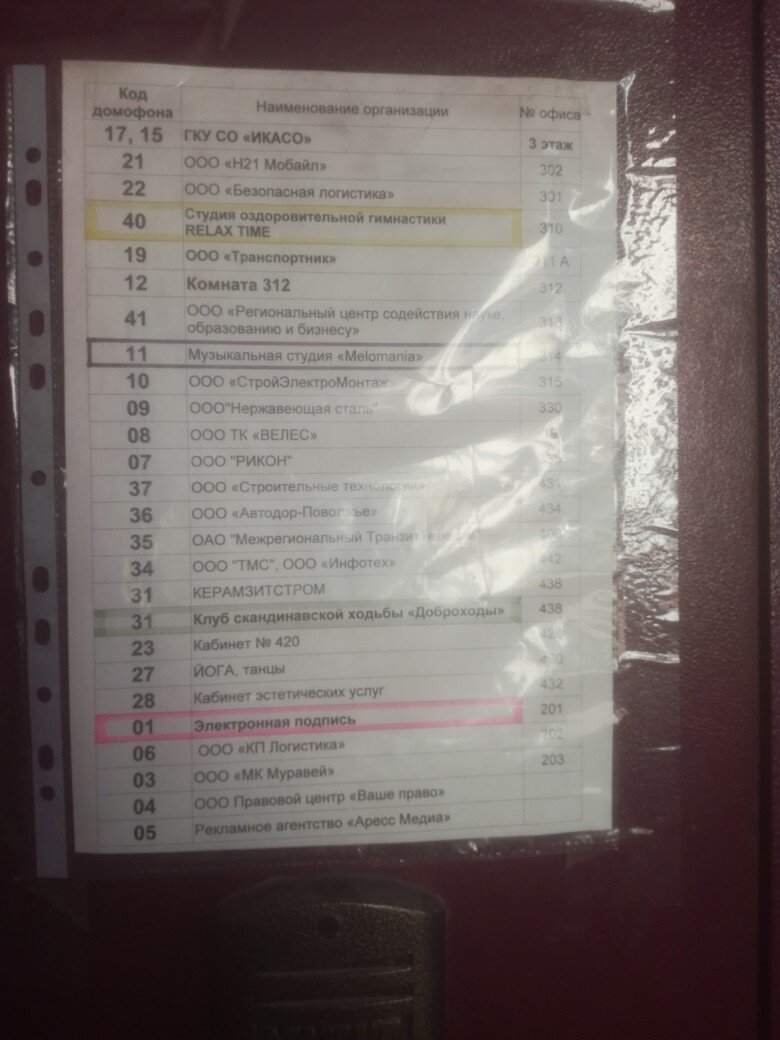 Код домофона Наименование организации № офиса
17, 15 ГКУ СО «ИКАСО» 3 этаж
21 ООО «Н21 Мобайл» 302
22 ООО «Безопасная логистика» 301
40 Студия оздоровительной гимнастики 310
RELAX TIME
19 ООО «Транспортник» 311 А
12 Комната 312 312
41 ООО «Региональный центр содействия науке, 313
образованию и бизнесу»
11 Музыкальная студия «Melomania» 314
10 ООО «СтройЭлектроМонтаж» 315
09 ООО"Нержавеющая сталь" 330
08 ООО ТК «ВЕЛЕС»
07 ООО "РИКОН"
37 ООО «Строительные технологии» 431
36 ООО «Автодор-Поволжье» 434
35 ОАО "Межрегиональный Транзит
34 ООО "ТМС", ООО «Инфотех» 442
31 КЕРАМЗИТСТРОМ 438
31 Клуб скандинавской ходьбы «Доброходы» 438
23 Кабинет № 420 420
27 ЙОГА, танцы
28 Кабинет эстетических услуг 432
01 Электронная подпись 201
06 ООО «КП Логистика» 202
03 ООО «МК Муравей» 203
04 ООО Правовой центр «Ваше право»
05 Рекламное агентство «Аресс Медиа»